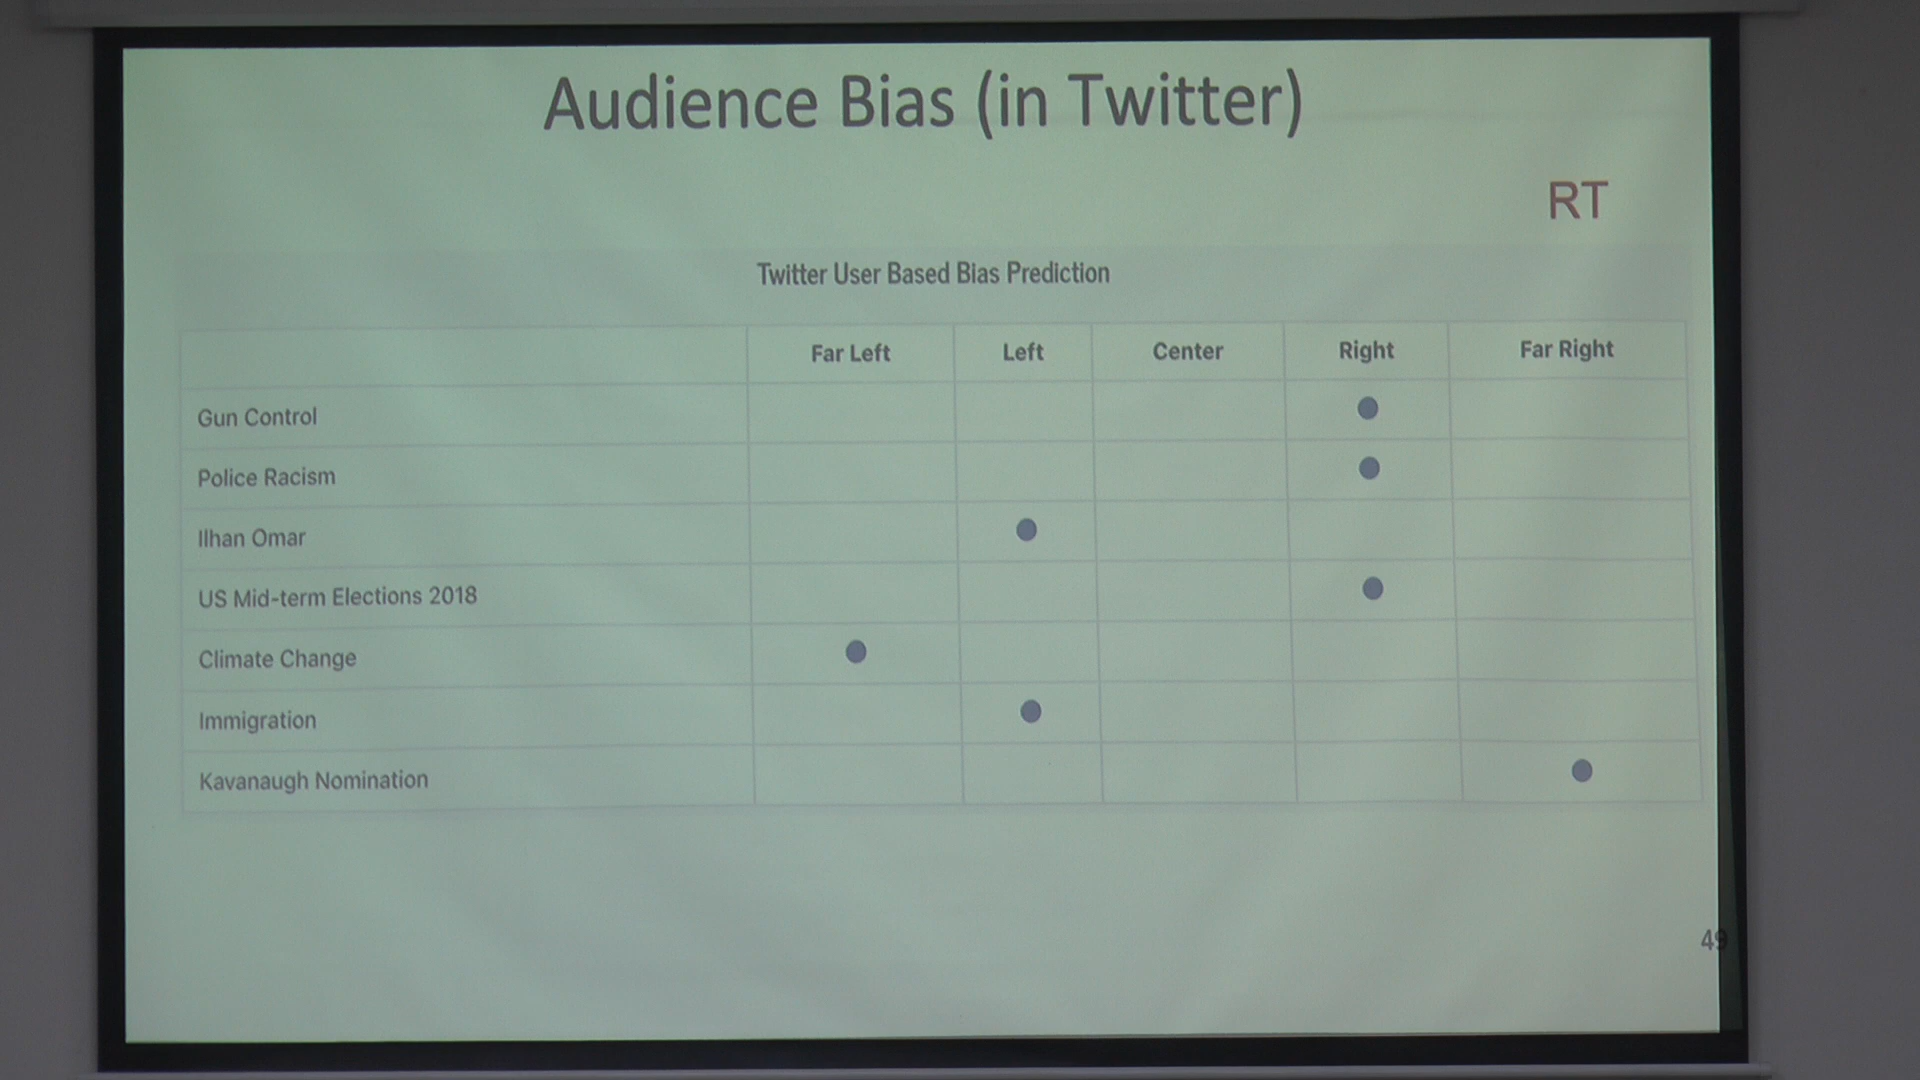 Audience Bias (in Twitter)
RT
Twitter User Based Bias Prediction
Far Left Left Center Right Far Right
Gun Control
Police Racism
Ilhan Omar
US Mid-term Elections 2018
Climate Change
Immigration
Kavanaugh Nomination
49